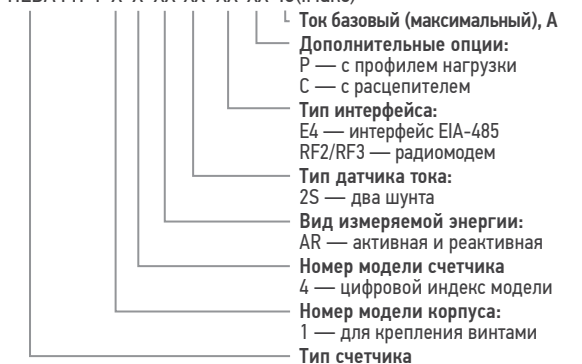 Ток базовый (максимальный), А
Дополнительные опции:
P — с профилем нагрузки
C — с расцепителем
Тип интерфейса:
E4 — интерфейс EIA-485
RF2/RF3 — радиомодем
Тип датчика тока:
2S — два шунта
Вид измеряемой энергии:
AR — активная и реактивная
Номер модели счетчика
4 — цифровой индекс модели
Номер модели корпуса:
1 — для крепления винтами
Тип счетчика